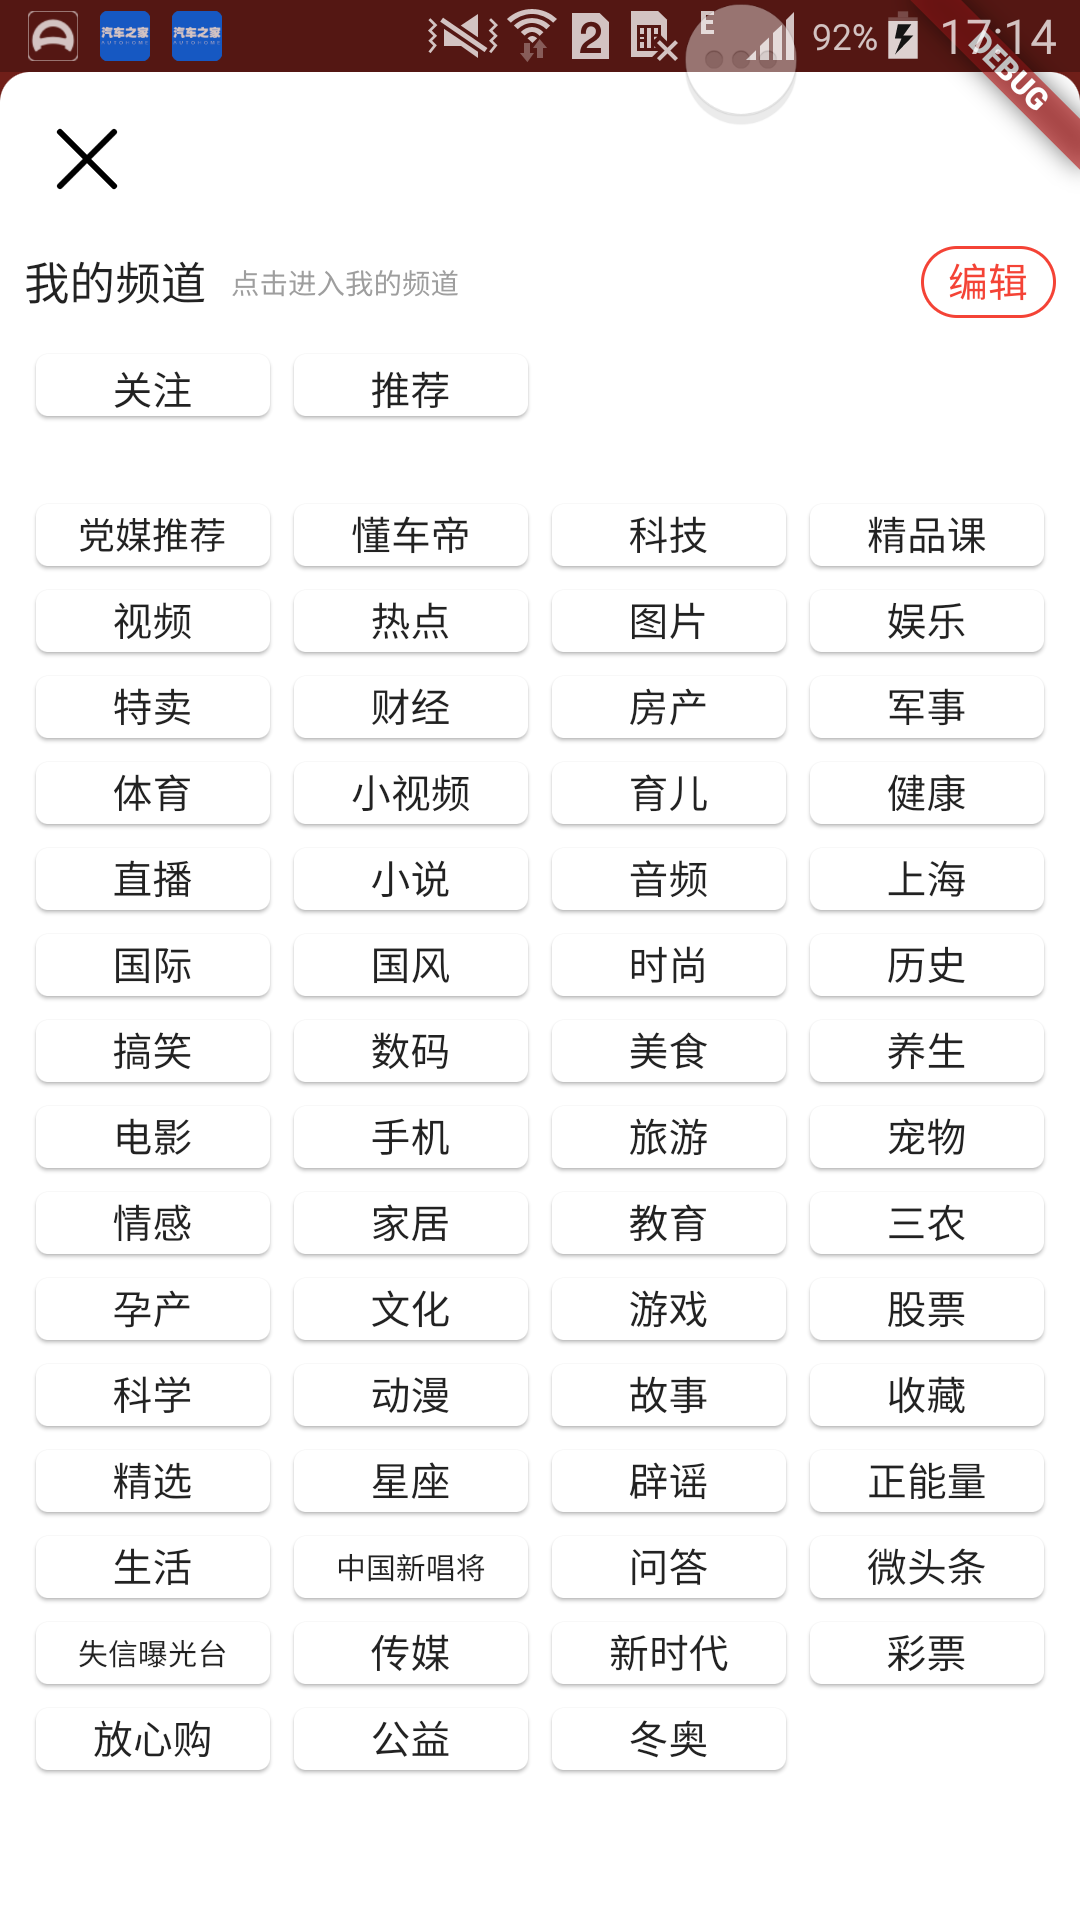 汽车之家 汽车之家 2 E 92% 17:14
AUTOHOME AUTOHOME
DEBUG
我的频道 点击进入我的频道 编辑
关注 推荐
党媒推荐 懂车帝 科技 精品课
视频 热点 图片 娱乐
特卖 财经 房产 军事
体育 小视频 育儿 健康
直播 小说 音频 上海
国际 国风 时尚 历史
搞笑 数码 美食 养生
电影 手机 旅游 宠物
情感 家居 教育 三农
孕产 文化 游戏 股票
科学 动漫 故事 收藏
精选 星座 辟谣 正能量
生活 中国新唱将 问答 微头条
失信曝光台 传媒 新时代 彩票
放心购 公益 冬奥